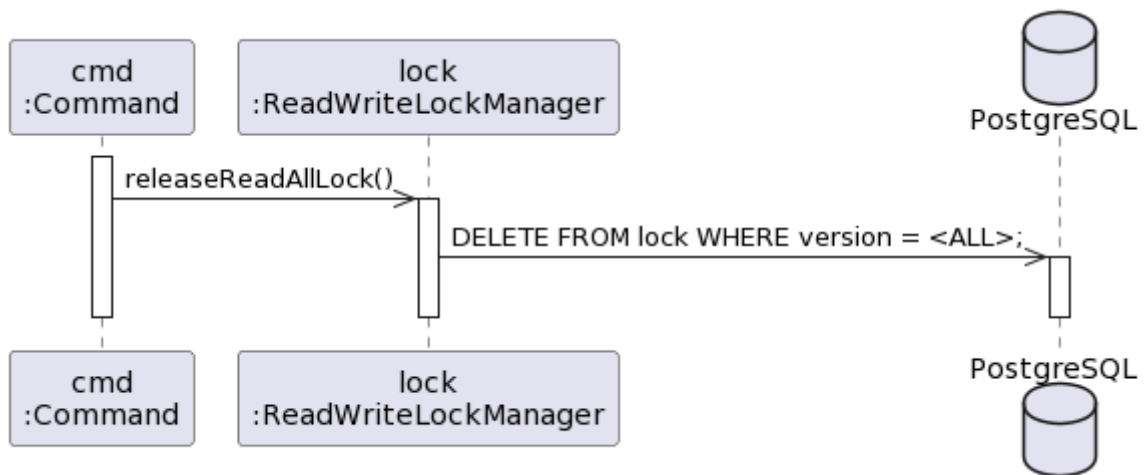 cmd
:Command
lock
:ReadWriteLockManager
PostgreSQL
releaseReadAllLock()
DELETE FROM lock WHERE version = <ALL>;
cmd
:Command
lock
:ReadWriteLockManager
PostgreSQL